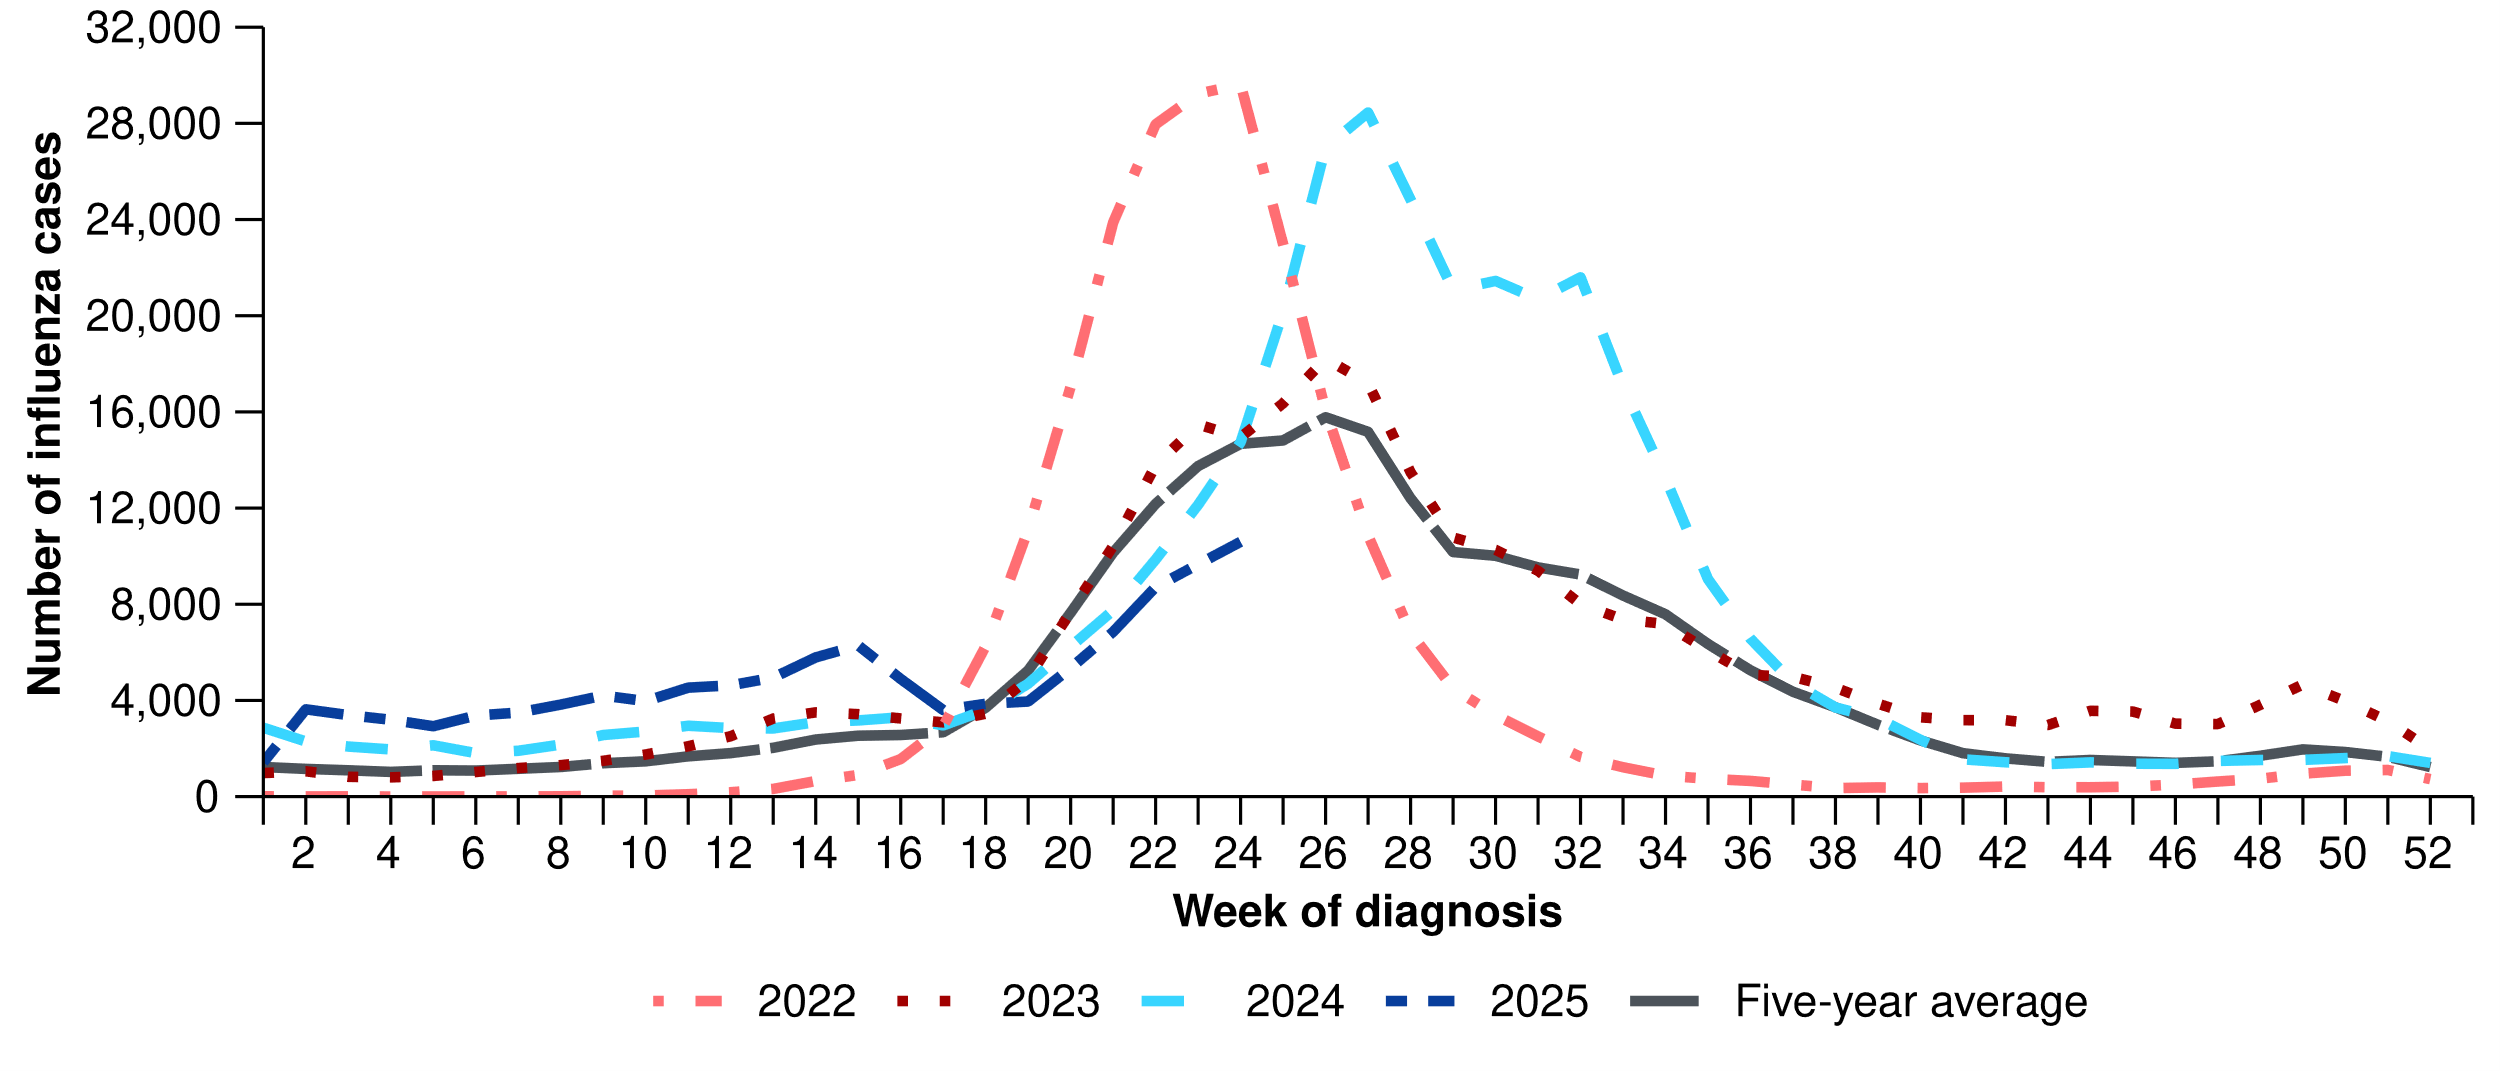 Number of influenza cases
32,000
28,000
24,000
20,000
16,000
12,000
8,000
4,000
0
2 4 6 8 10 12 14 16 18 20 22 24 26 28 30 32 34 36 38 40 42 44 46 48 50 52
Week of diagnosis
2022 2023 2024 2025 Five-year average